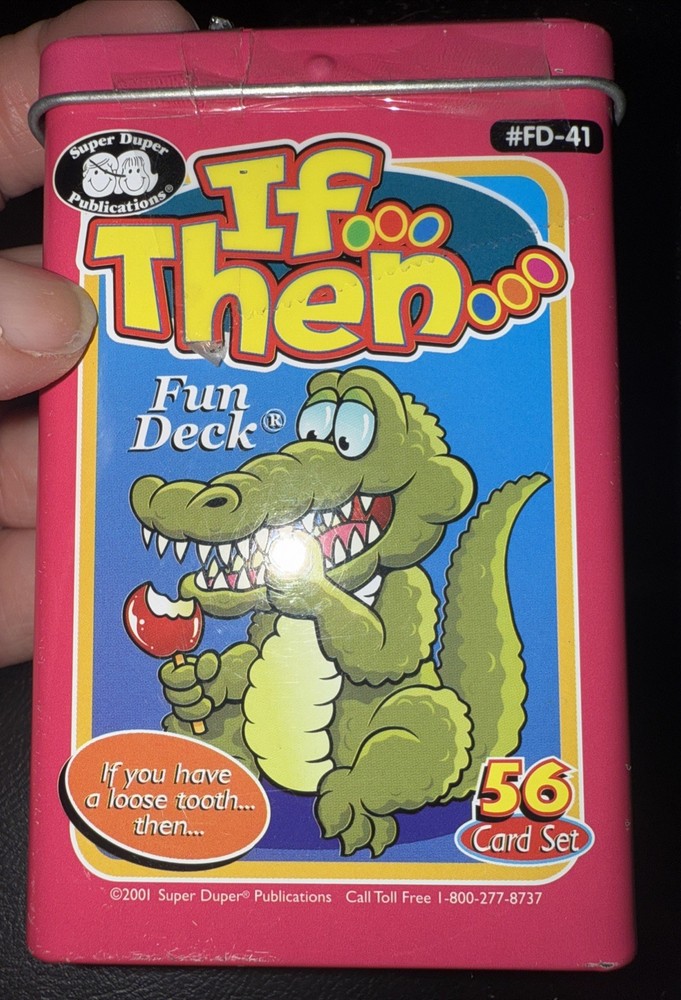 Super Duper
Publications®
#FD-41
If...
Then...
Fun
Deck®
If you have
a loose tooth...
then...
56
Card Set
©2001 Super Duper® Publications Call Toll Free 1-800-277-8737